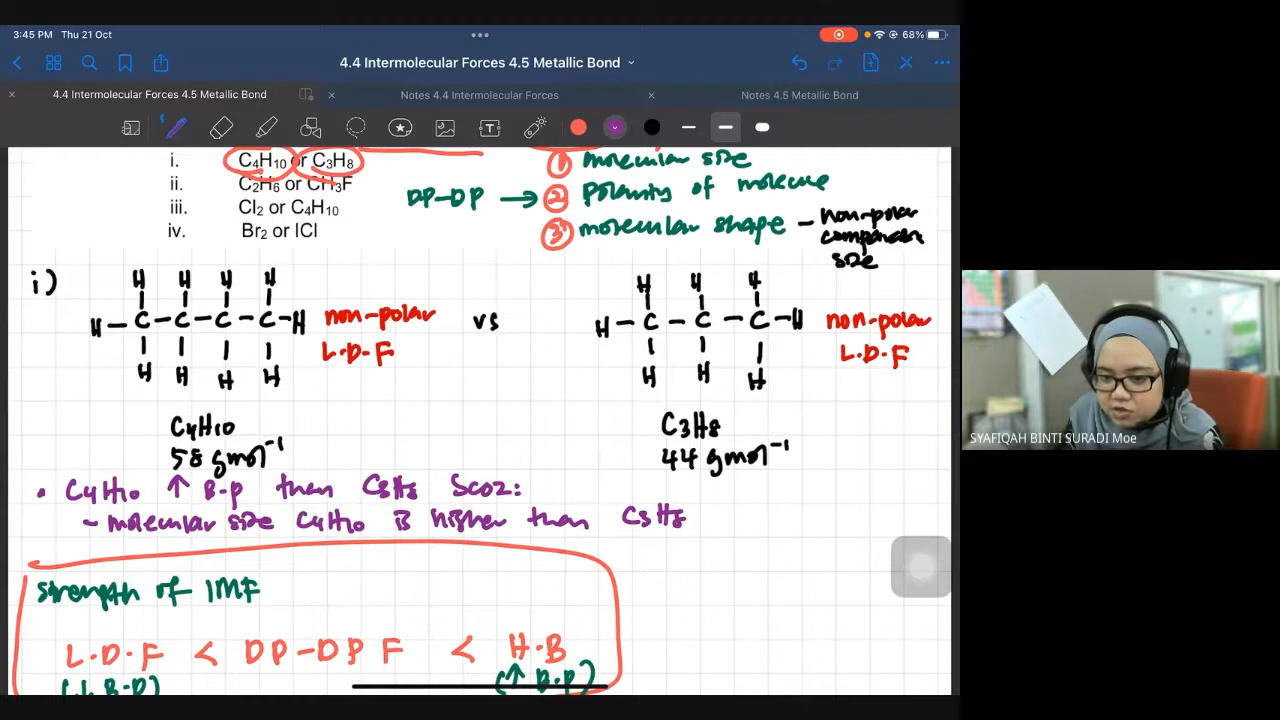 3:45 PM Thu 21 Oct
68%
4.4 Intermolecular Forces 4.5 Metallic Bond
4.4 Intermolecular Forces 4.5 Metallic Bond
Notes 4.4 Intermolecular Forces
Notes 4.5 Metallic Bond
i. C4H10 or C3H8
ii. C2H6 or CH3F
iii. Cl2 or C4H10
iv. Br2 or ICl
① molecular size
DP-DP → ② Polarity of molecule
③ molecular shape - non-polar
size
i)
H H H H
H-C-C-C-C-H
H H H H
non-polar
L.D.F
vs
H H H
H-C-C-C-H
H H H
non-polar
L.D.F
C4H10
58 gmol-1
C3H8
44 gmol-1
• C4H10 ↑ B.p than C3H8
- molecular size C4H10 is higher than C3H8
Strength of IMF
L.D.F < DP-DP F < H.B
(↓ B.p)
(↑ B.p)
SYAFIQAH BINTI SURADI Moe